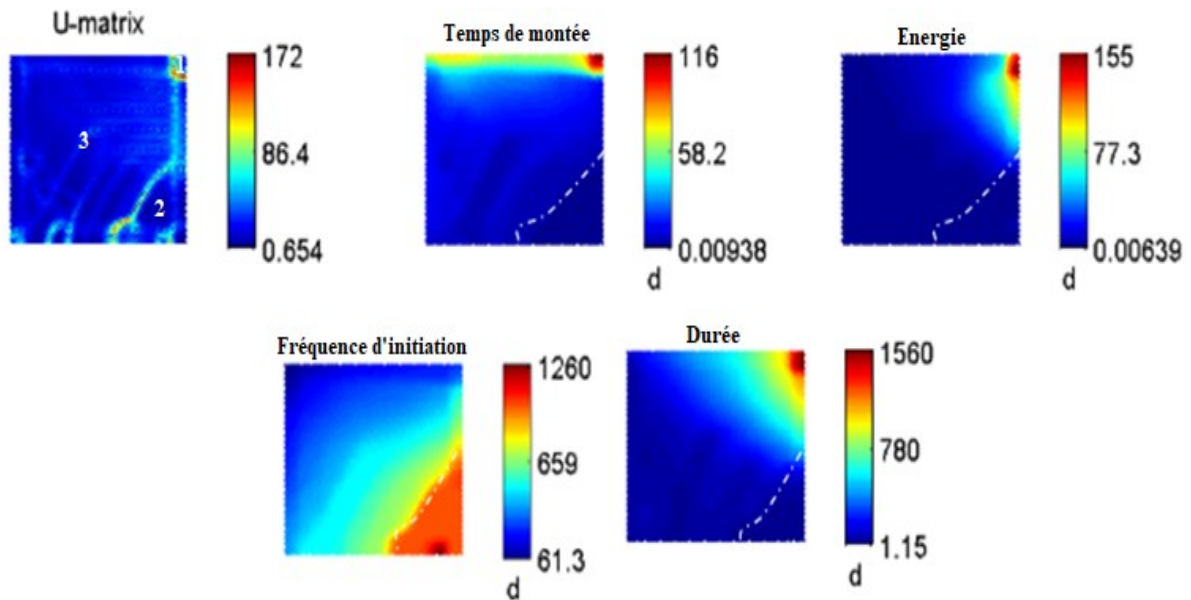 U-matrix
1
3
2
172
86.4
0.654
Temps de montée
116
58.2
0.00938
d
Energie
155
77.3
0.00639
d
Fréquence d'initiation
1260
659
61.3
d
Durée
1560
780
1.15
d